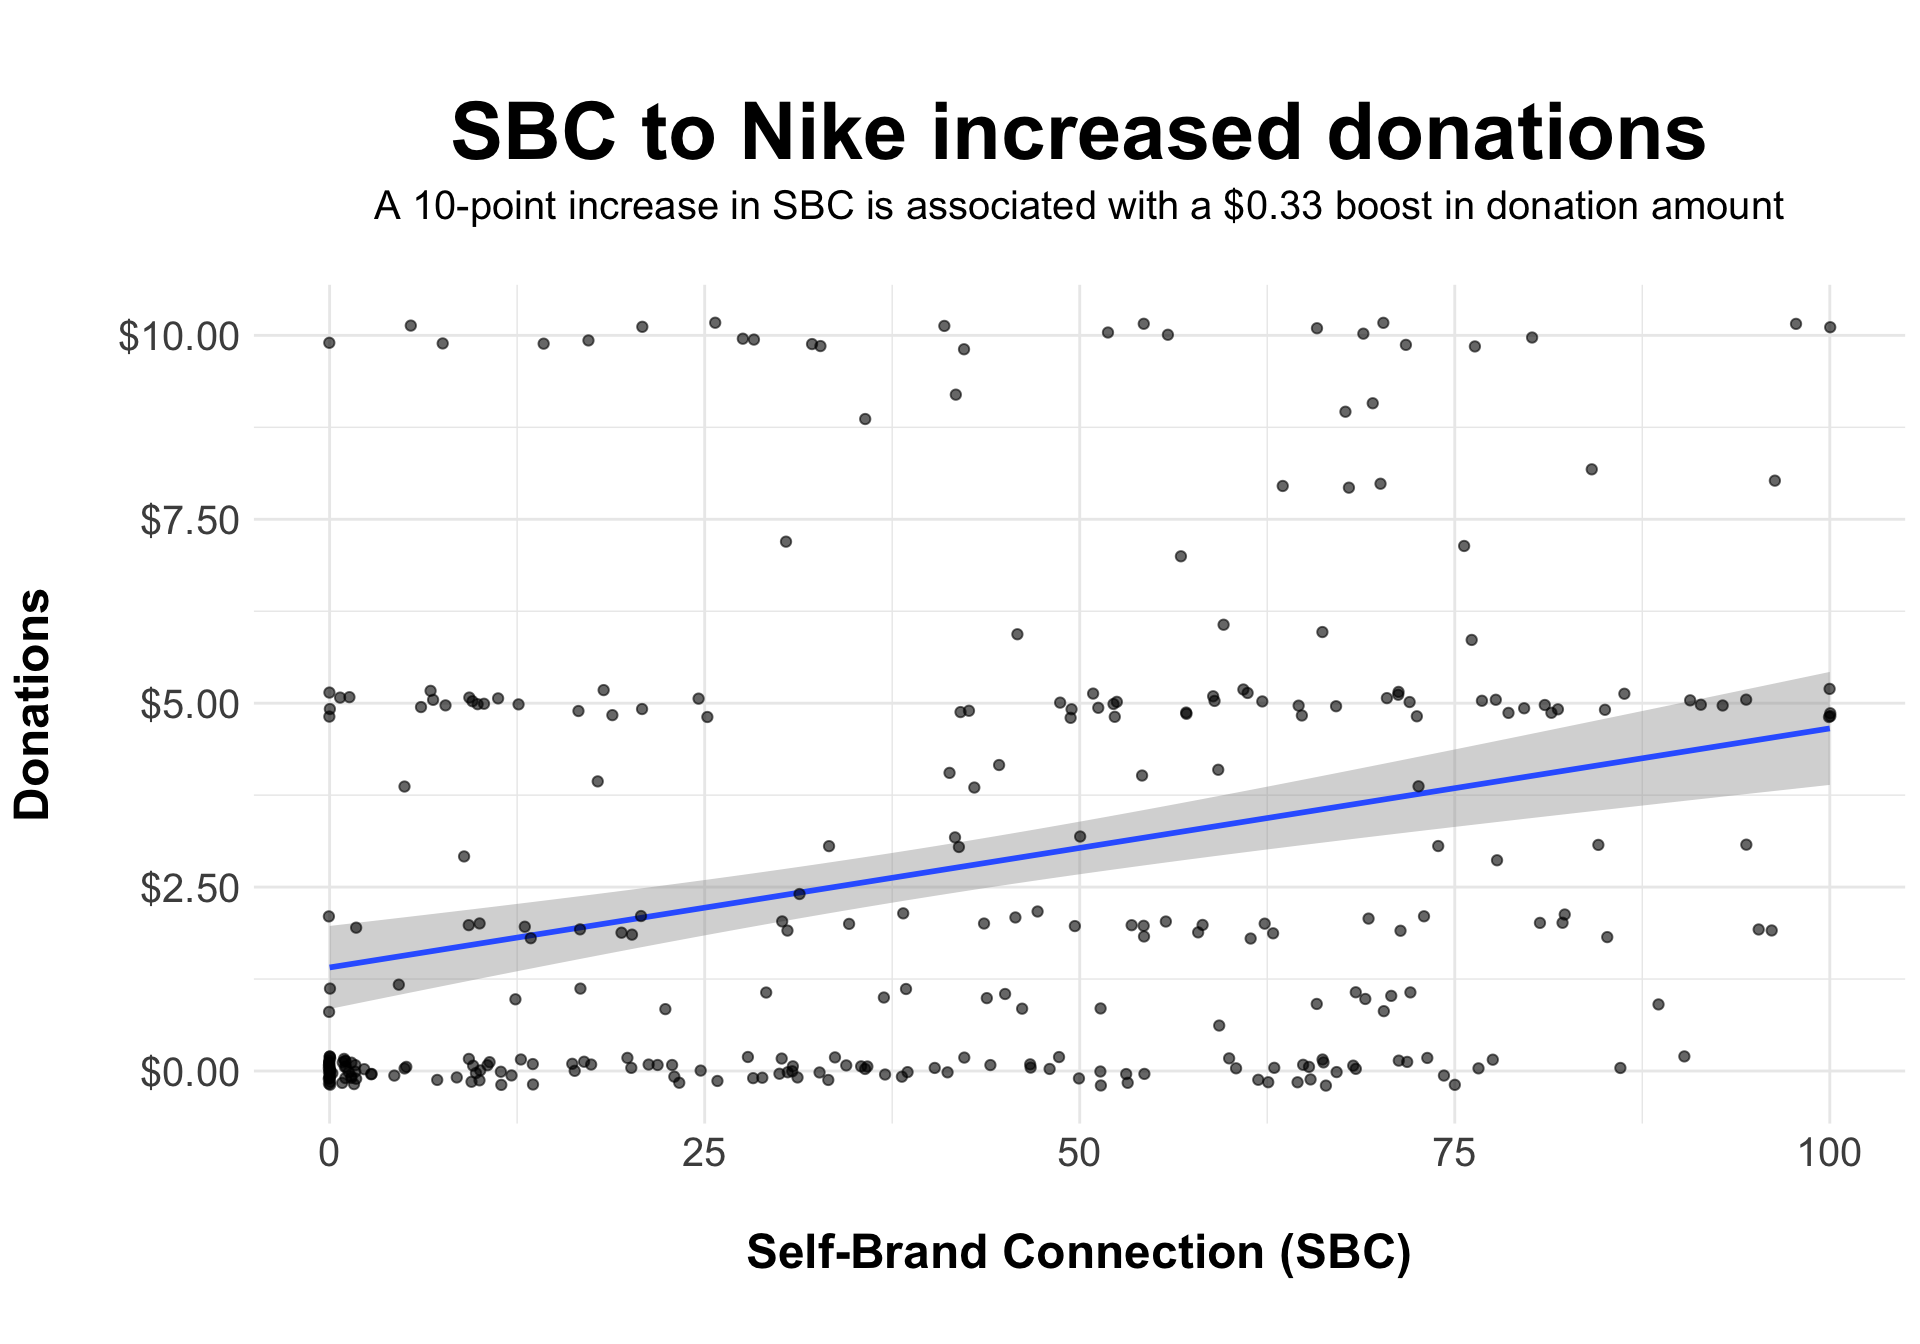 SBC to Nike increased donations
A 10-point increase in SBC is associated with a $0.33 boost in donation amount
Donations
$10.00
$7.50
$5.00
$2.50
$0.00
0 25 50 75 100
Self-Brand Connection (SBC)